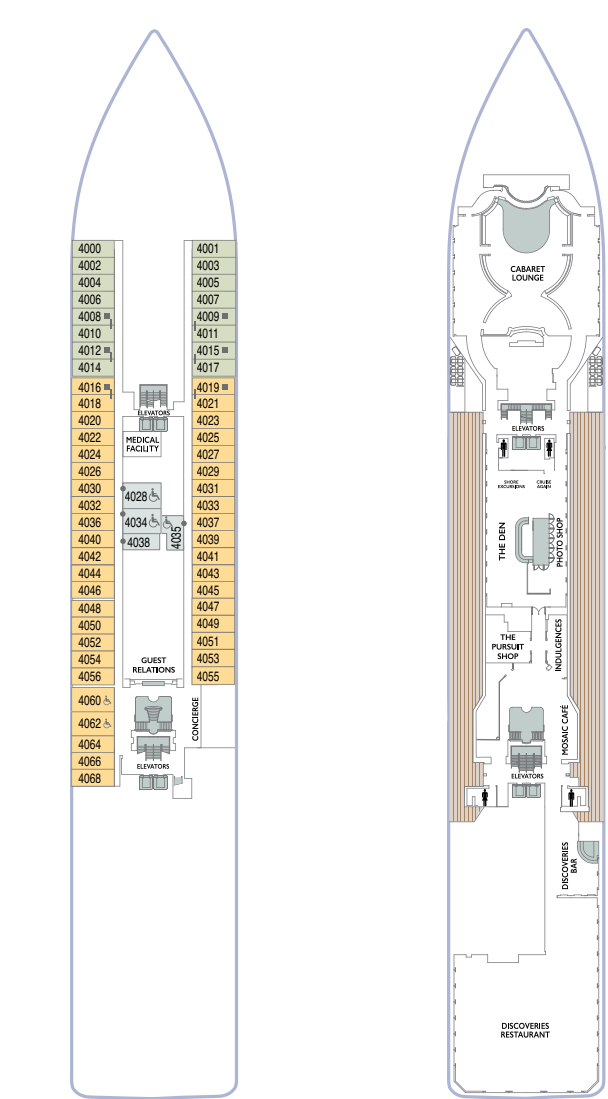 4000
4002
4004
4006
4008
4010
4012
4014
4016
4018
4020
4022
4024
4026
4030
4032
4036
4040
4042
4044
4046
4048
4050
4052
4054
4056
4060
4062
4064
4066
4068
ELEVATORS
MEDICAL
FACILITY
4028
4034
4035
4038
GUEST
RELATIONS
ELEVATORS
4001
4003
4005
4007
4009
4011
4015
4017
4019
4021
4023
4025
4027
4029
4031
4033
4037
4039
4041
4043
4045
4047
4049
4051
4053
4055
CONCIERGE
CABARET
LOUNGE
ELEVATORS
SHORE
EXCURSIONS
CRUISE
AGAIN
THE DEN
PHOTO SHOP
THE
PURSUIT
SHOP
INDULGENCES
MOSAIC CAFÉ
ELEVATORS
DISCOVERIES
BAR
DISCOVERIES
RESTAURANT